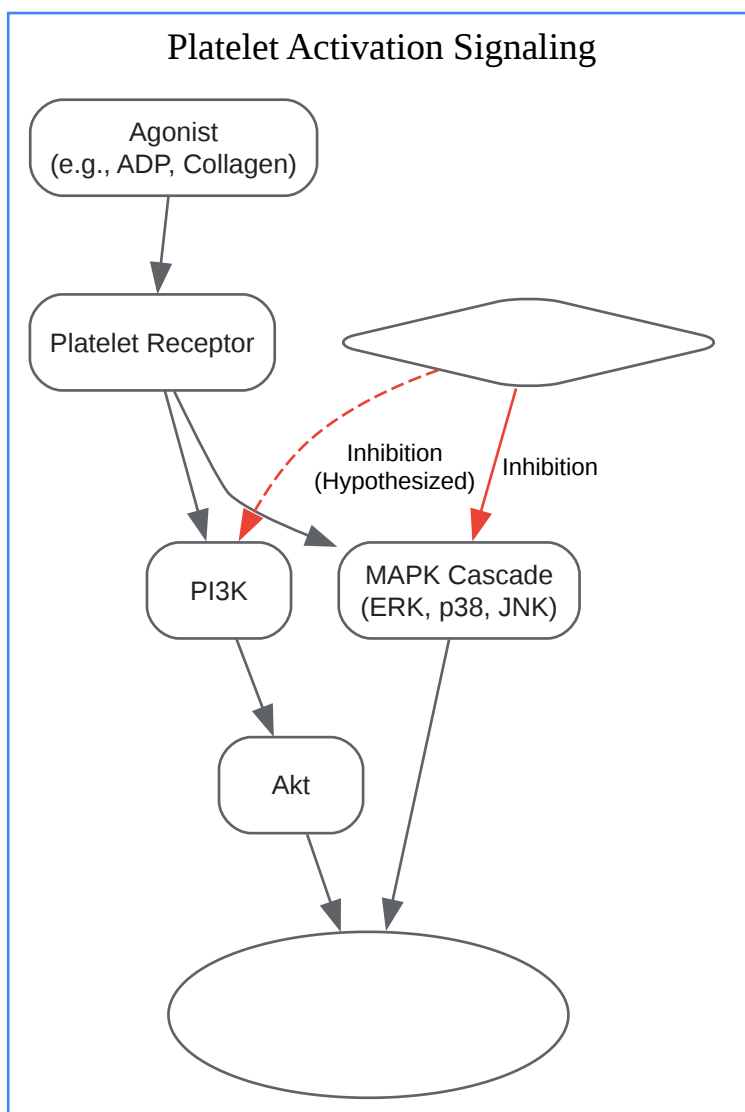 Platelet Activation Signaling
Agonist
(e.g., ADP, Collagen)
Platelet Receptor
Inhibition
(Hypothesized)
Inhibition
PI3K
MAPK Cascade
(ERK, p38, JNK)
Akt